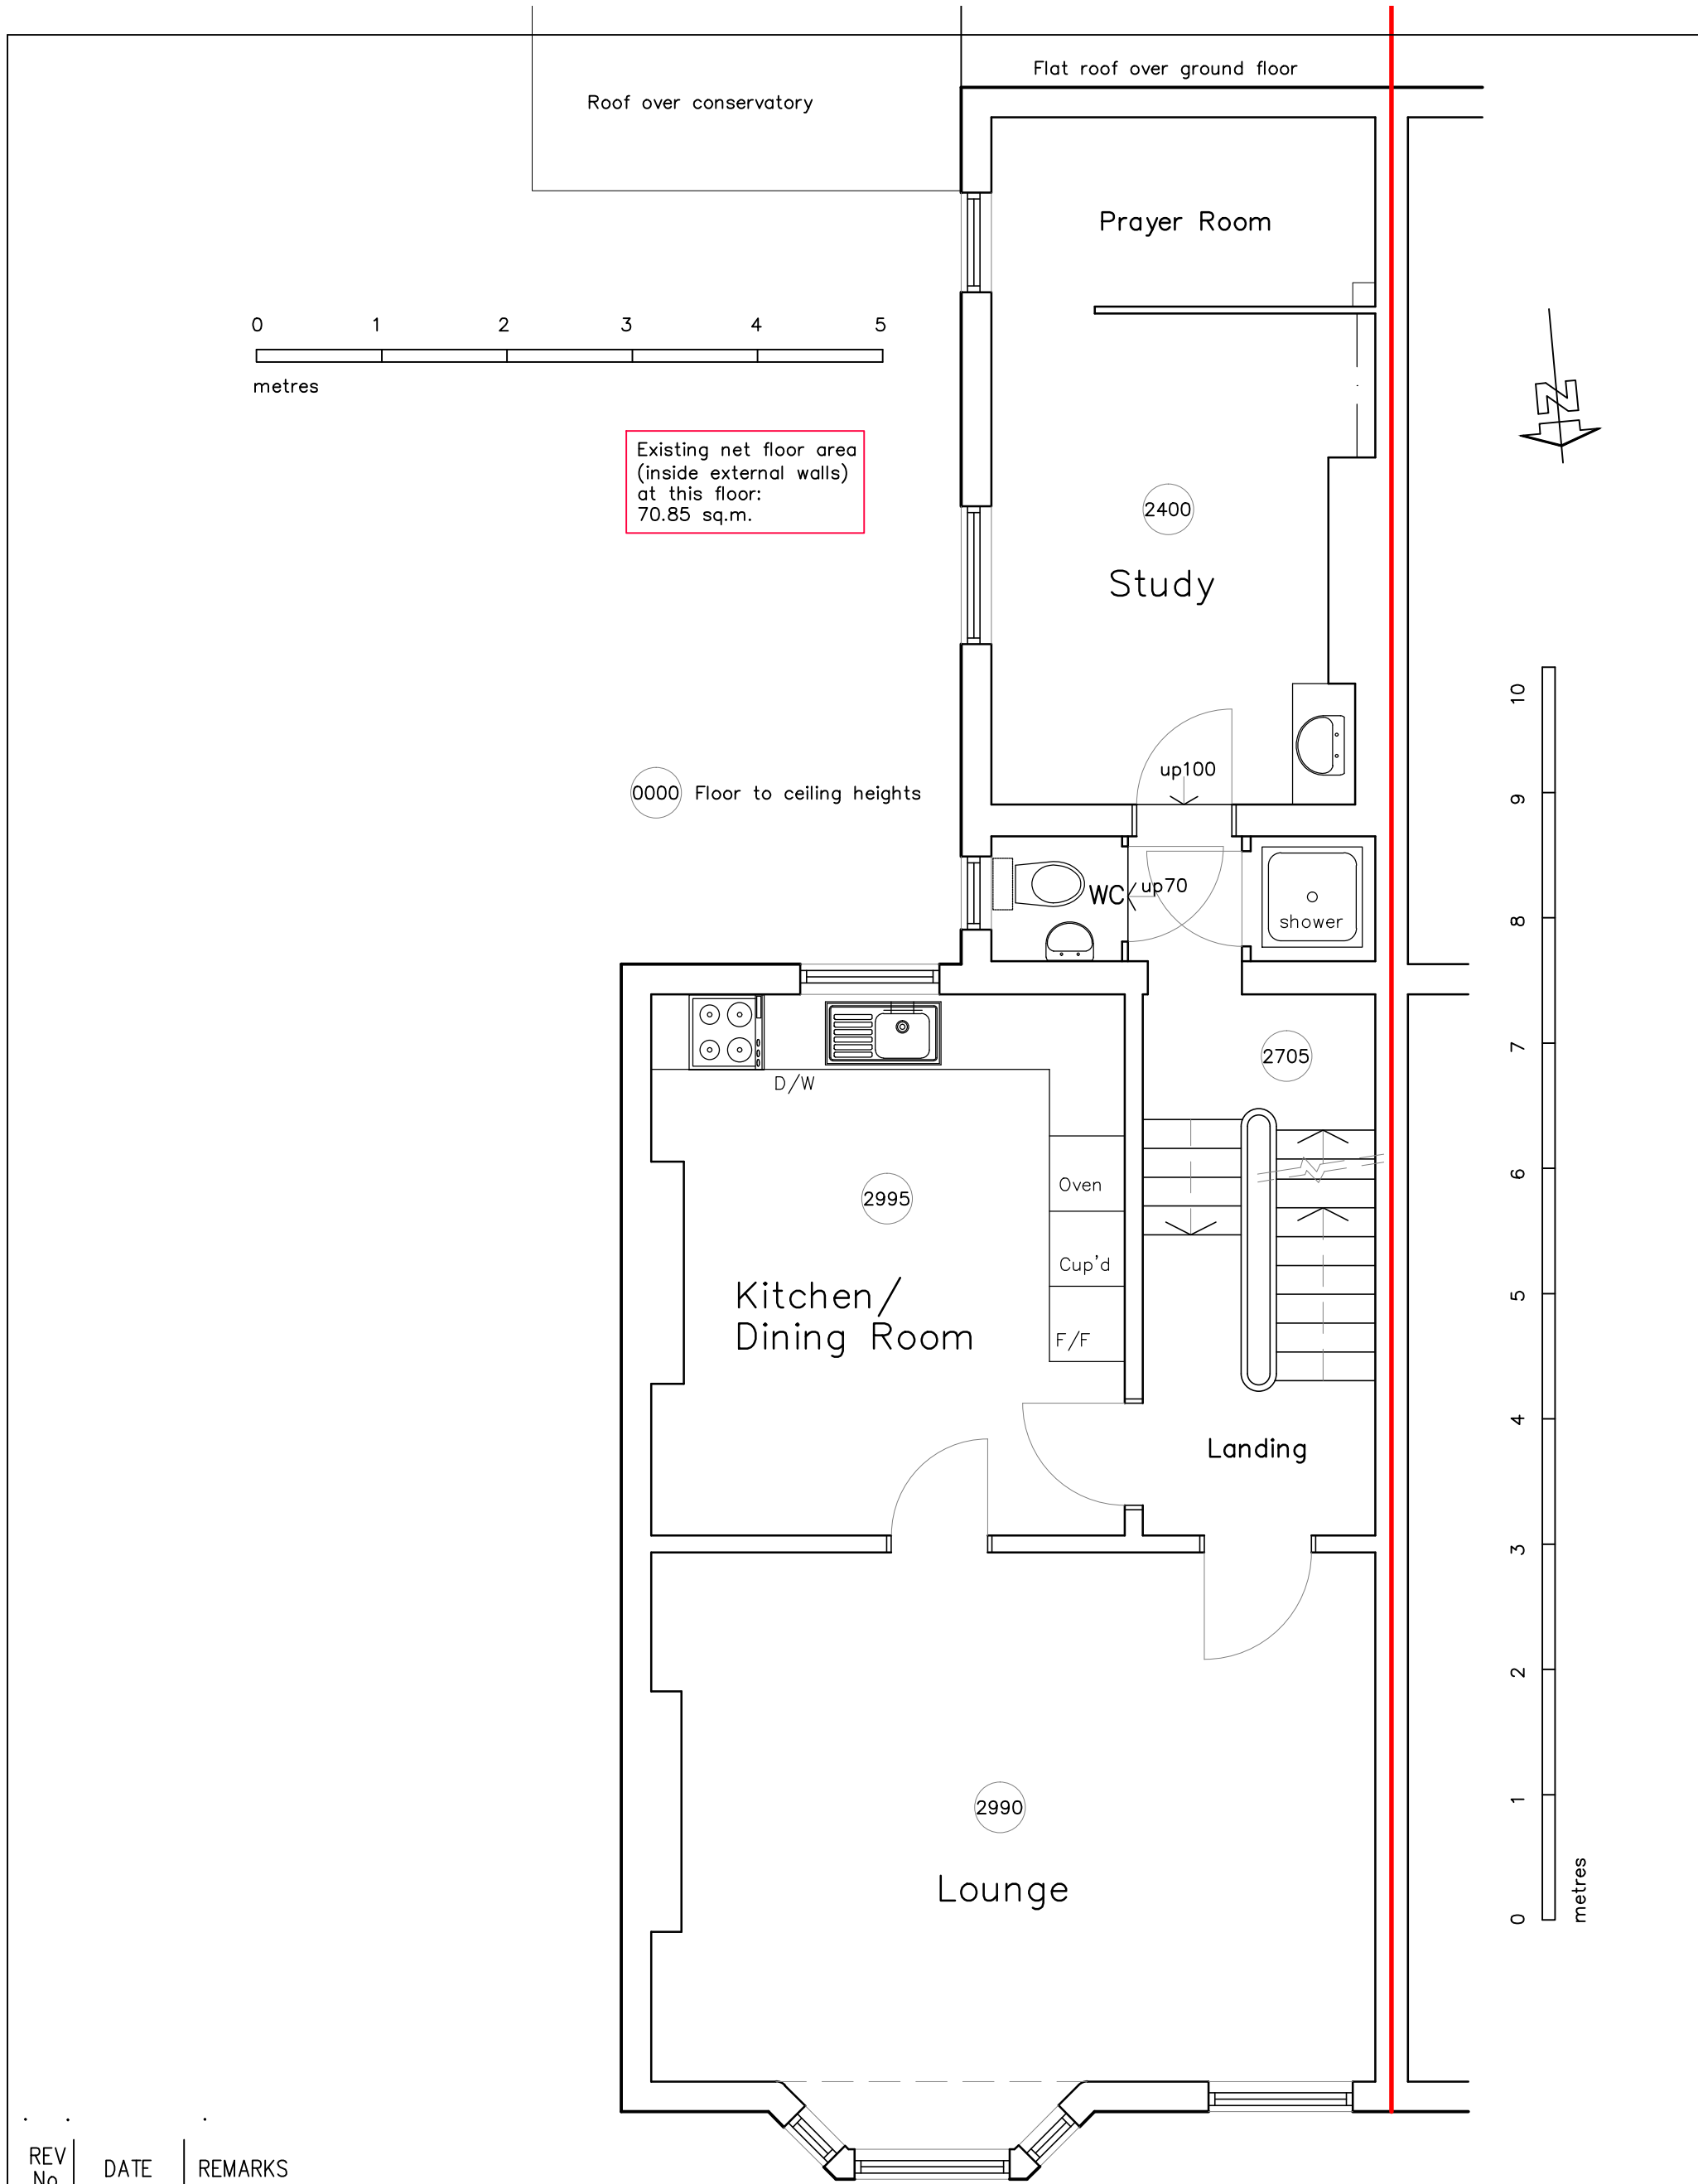 Flat roof over ground floor
Roof over conservatory
Prayer Room
0 1 2 3 4 5
metres
N
Existing net floor area
(inside external walls)
at this floor:
70.85 sq.m.
2400
Study
up100
0000 Floor to ceiling heights
WC
up70
shower
2705
D/W
Oven
2995
Cup'd
Kitchen/
Dining Room
F/F
Landing
2990
Lounge
10
9
8
7
6
5
4
3
2
1
0
metres
REV
No
DATE
REMARKS